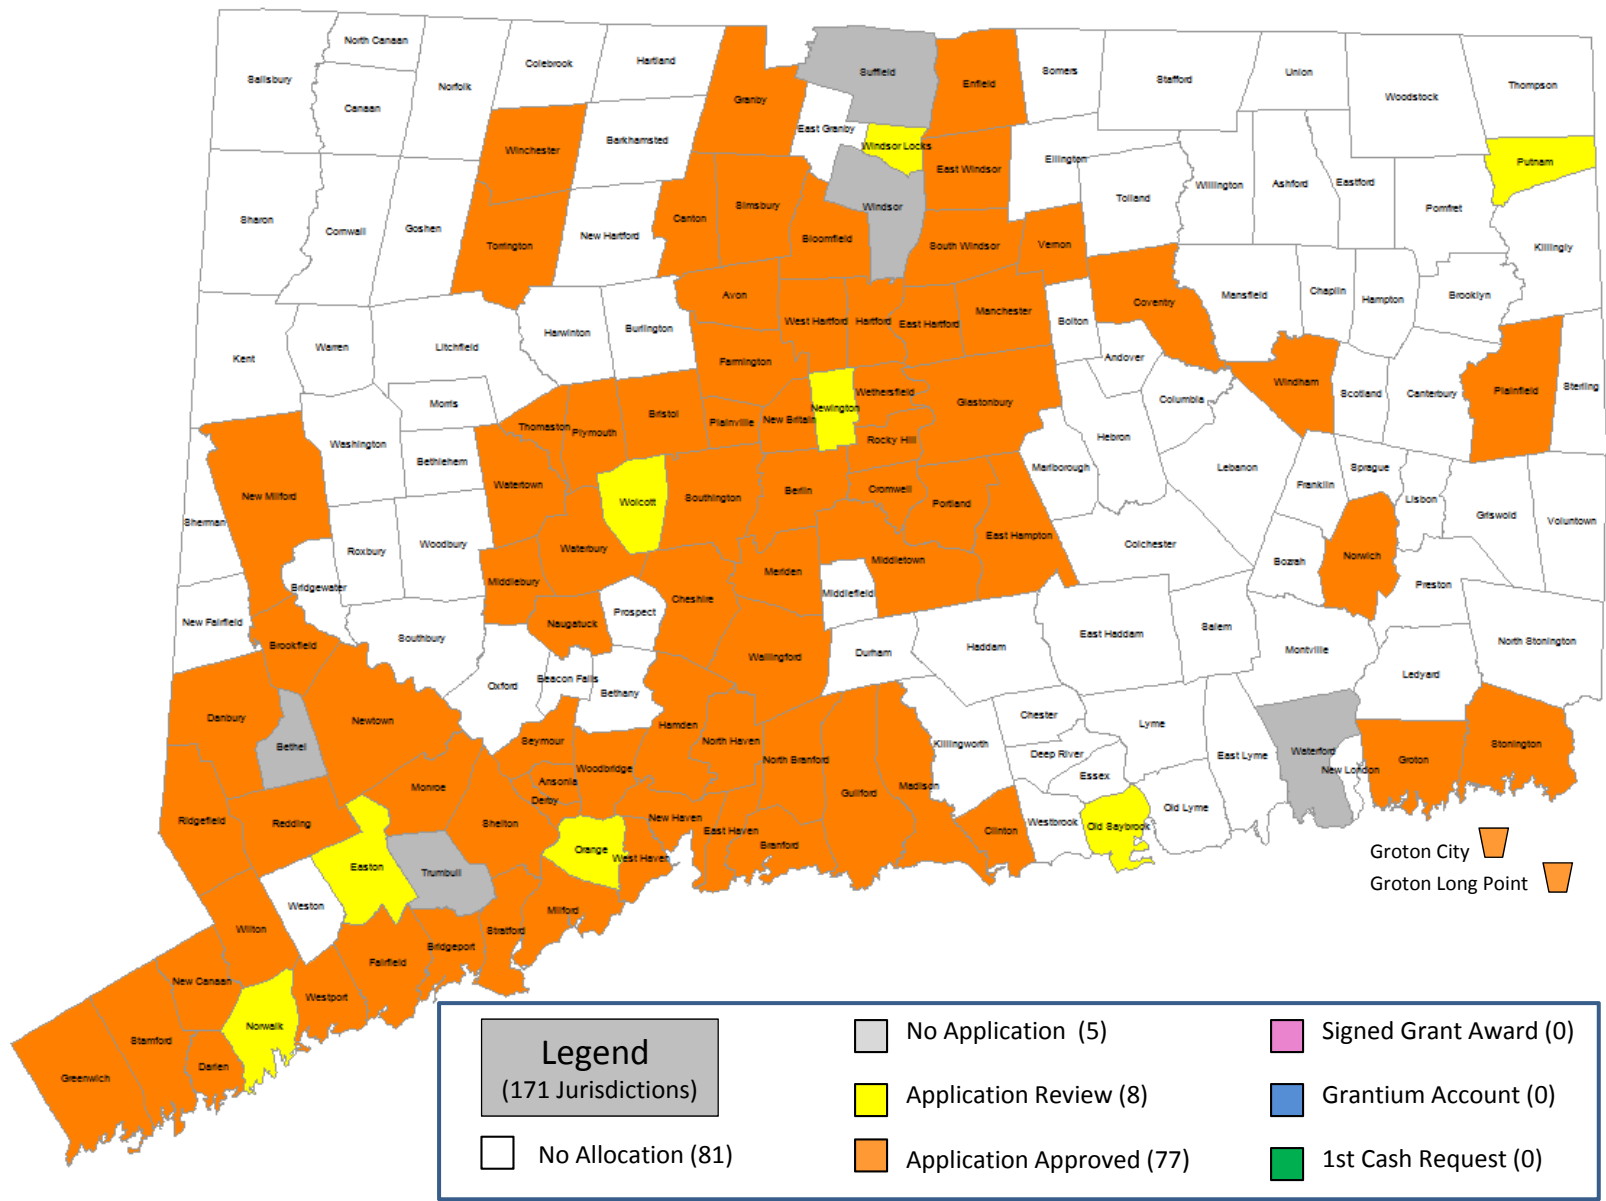 North Canaan
Salisbury
Canaan
Norfolk
Colebrook
Hartland
Granby
Suffield
Enfield
Somers
Stafford
Union
Woodstock
Thompson
Winchester
Barkhamsted
East Granby
Windsor Locks
East Windsor
Ellington
Tolland
Willington
Ashford
Eastford
Pomfret
Putnam
Sharon
Cornwall
Goshen
Torrington
New Hartford
Canton
Simsbury
Bloomfield
Windsor
South Windsor
Vernon
Killingly
Kent
Warren
Litchfield
Harwinton
Burlington
Avon
West Hartford
Hartford
East Hartford
Manchester
Bolton
Coventry
Mansfield
Chaplin
Hampton
Brooklyn
Morris
Farmington
Andover
Washington
Bethlehem
Thomaston
Plymouth
Bristol
Plainville
New Britain
Newington
Wethersfield
Rocky Hill
Glastonbury
Hebron
Columbia
Windham
Scotland
Canterbury
Plainfield
Sterling
New Milford
Sherman
Watertown
Wolcott
Southington
Berlin
Cromwell
Portland
Marlborough
Lebanon
Franklin
Sprague
Lisbon
Griswold
Voluntown
Roxbury
Woodbury
Bridgewater
Waterbury
Middlebury
Meriden
Middletown
East Hampton
Colchester
Bozrah
Norwich
Preston
New Fairfield
Southbury
Naugatuck
Prospect
Cheshire
Middlefield
Brookfield
Wallingford
Durham
Haddam
East Haddam
Salem
Montville
Ledyard
North Stonington
Oxford
Beacon Falls
Bethany
Danbury
Bethel
Newtown
Seymour
Woodbridge
Hamden
North Haven
North Branford
Killingworth
Chester
Deep River
Essex
Lyme
East Lyme
Waterford
New London
Groton
Stonington
Ridgefield
Redding
Monroe
Ansonia
Derby
Shelton
New Haven
East Haven
Branford
Guilford
Madison
Clinton
Westbrook
Old Saybrook
Old Lyme
Easton
Trumbull
Orange
West Haven
Milford
Weston
Wilton
Stratford
Bridgeport
Fairfield
New Canaan
Westport
Norwalk
Darien
Stamford
Greenwich
Groton City
Groton Long Point
Legend
(171 Jurisdictions)
No Allocation (81)
No Application (5)
Application Review (8)
Application Approved (77)
Signed Grant Award (0)
Grantium Account (0)
1st Cash Request (0)